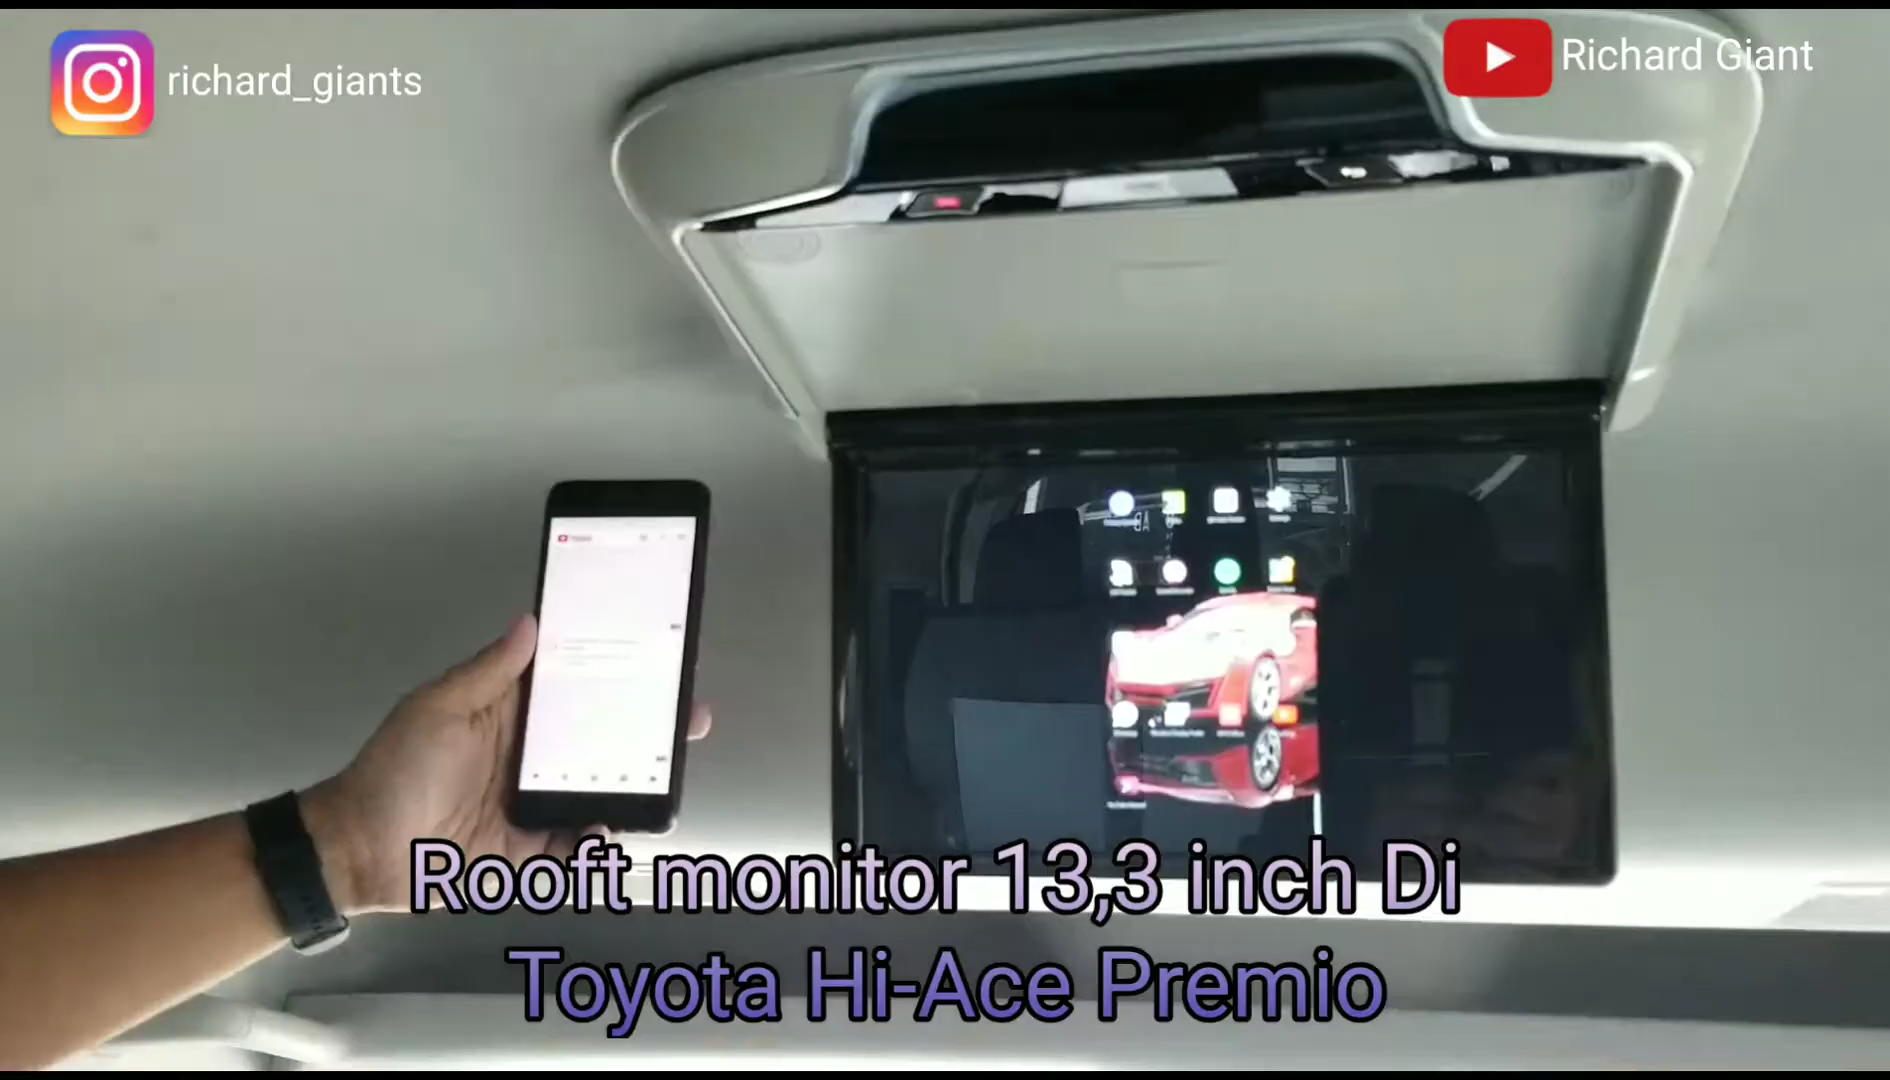 richard_giants
Richard Giant
Rooft monitor 13,3 inch Di
Toyota Hi-Ace Premio